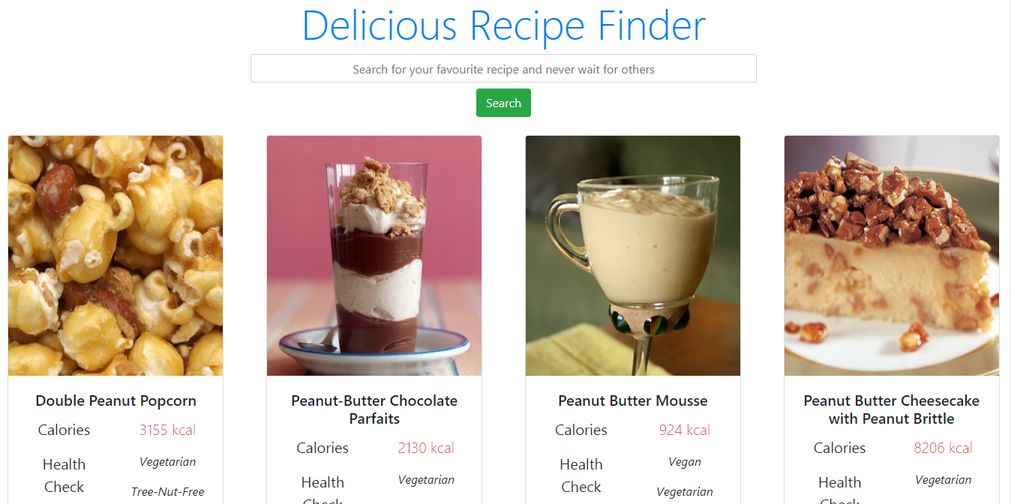 Delicious Recipe Finder
Search for your favourite recipe and never wait for others
Search
Double Peanut Popcorn
Calories
3155 kcal
Health
Check
Vegetarian
Tree-Nut-Free
Peanut-Butter Chocolate
Parfaits
Calories
2130 kcal
Health
Check
Vegetarian
Peanut Butter Mousse
Calories
924 kcal
Health
Check
Vegan
Vegetarian
Peanut Butter Cheesecake
with Peanut Brittle
Calories
8206 kcal
Health
Check
Vegetarian